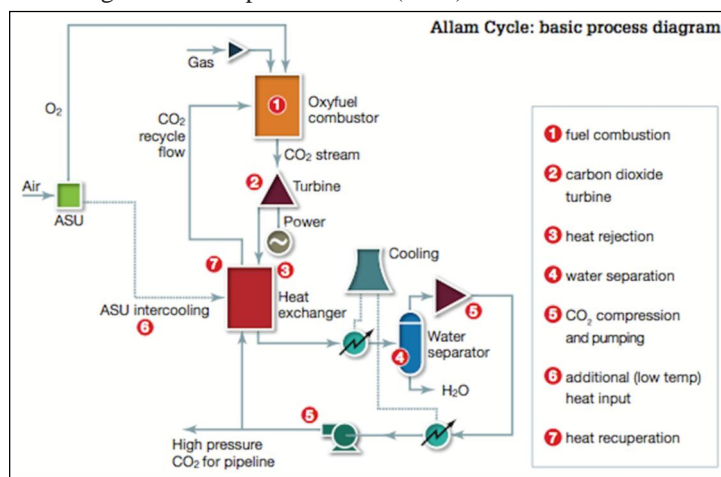 Allam Cycle: basic process diagram
Gas
O2
1
Oxyfuel
combustor
CO2
recycle
flow
CO2 stream
2
Turbine
Air
ASU
Power
7
3
Cooling
Heat
exchanger
ASU intercooling
6
5
4
Water
separator
H2O
5
High pressure
CO2 for pipeline
1 fuel combustion
2 carbon dioxide
turbine
3 heat rejection
4 water separation
5 CO2 compression
and pumping
6 additional (low temp)
heat input
7 heat recuperation